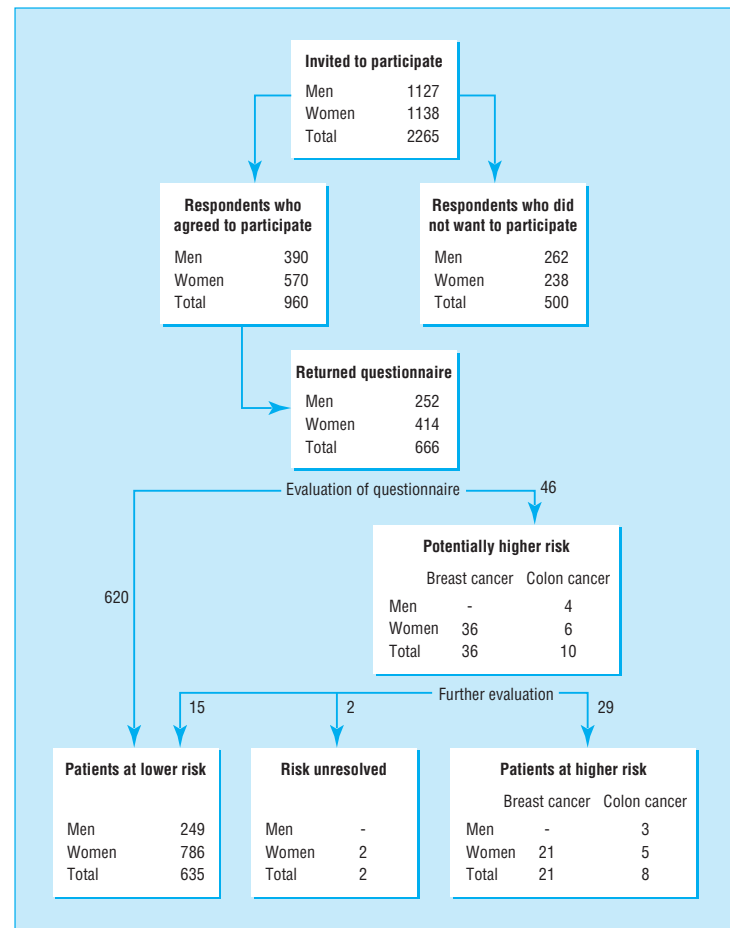 Invited to participate
Men 1127
Women 1138
Total 2265
Respondents who
agreed to participate
Men 390
Women 570
Total 960
Respondents who did
not want to participate
Men 262
Women 238
Total 500
Returned questionnaire
Men 252
Women 414
Total 666
Evaluation of questionnaire
46
620
Potentially higher risk
Breast cancer Colon cancer
Men - 4
Women 36 6
Total 36 10
Further evaluation
15
2
29
Patients at lower risk
Men 249
Women 786
Total 635
Risk unresolved
Men -
Women 2
Total 2
Patients at higher risk
Breast cancer Colon cancer
Men - 3
Women 21 5
Total 21 8